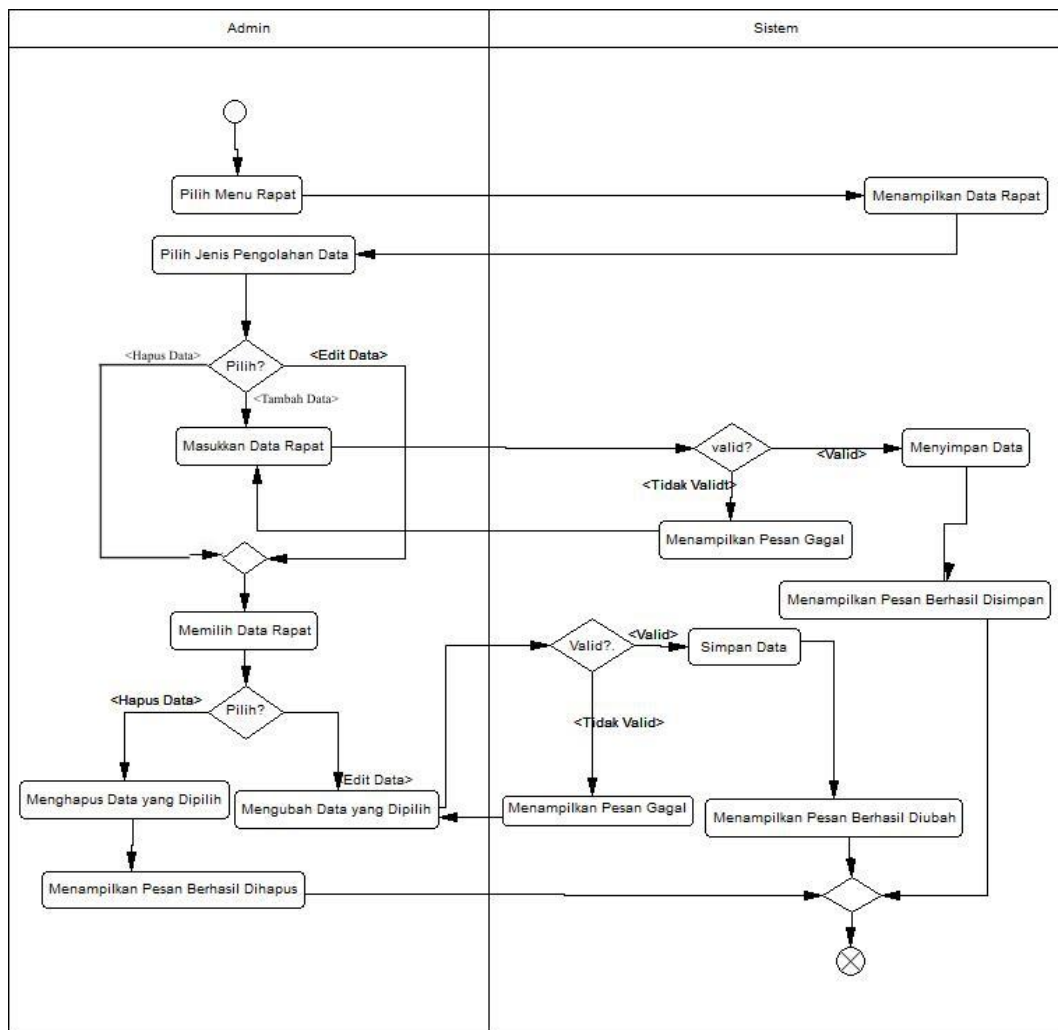 Admin
Sistem
Pilih Menu Rapat
Menampilkan Data Rapat
Pilih Jenis Pengolahan Data
<Hapus Data>
Pilih?
<Edit Data>
<Tambah Data>
Masukkan Data Rapat
valid?
<Valid>
Menyimpan Data
<Tidak Validt>
Menampilkan Pesan Gagal
Menampilkan Pesan Berhasil Disimpan
Memilih Data Rapat
Valid?.
<Valid>
Simpan Data
<Hapus Data>
Pilih?
<Tidak Valid>
Edit Data>
Menghapus Data yang Dipilih
Mengubah Data yang Dipilih
Menampilkan Pesan Gagal
Menampilkan Pesan Berhasil Diubah
Menampilkan Pesan Berhasil Dihapus